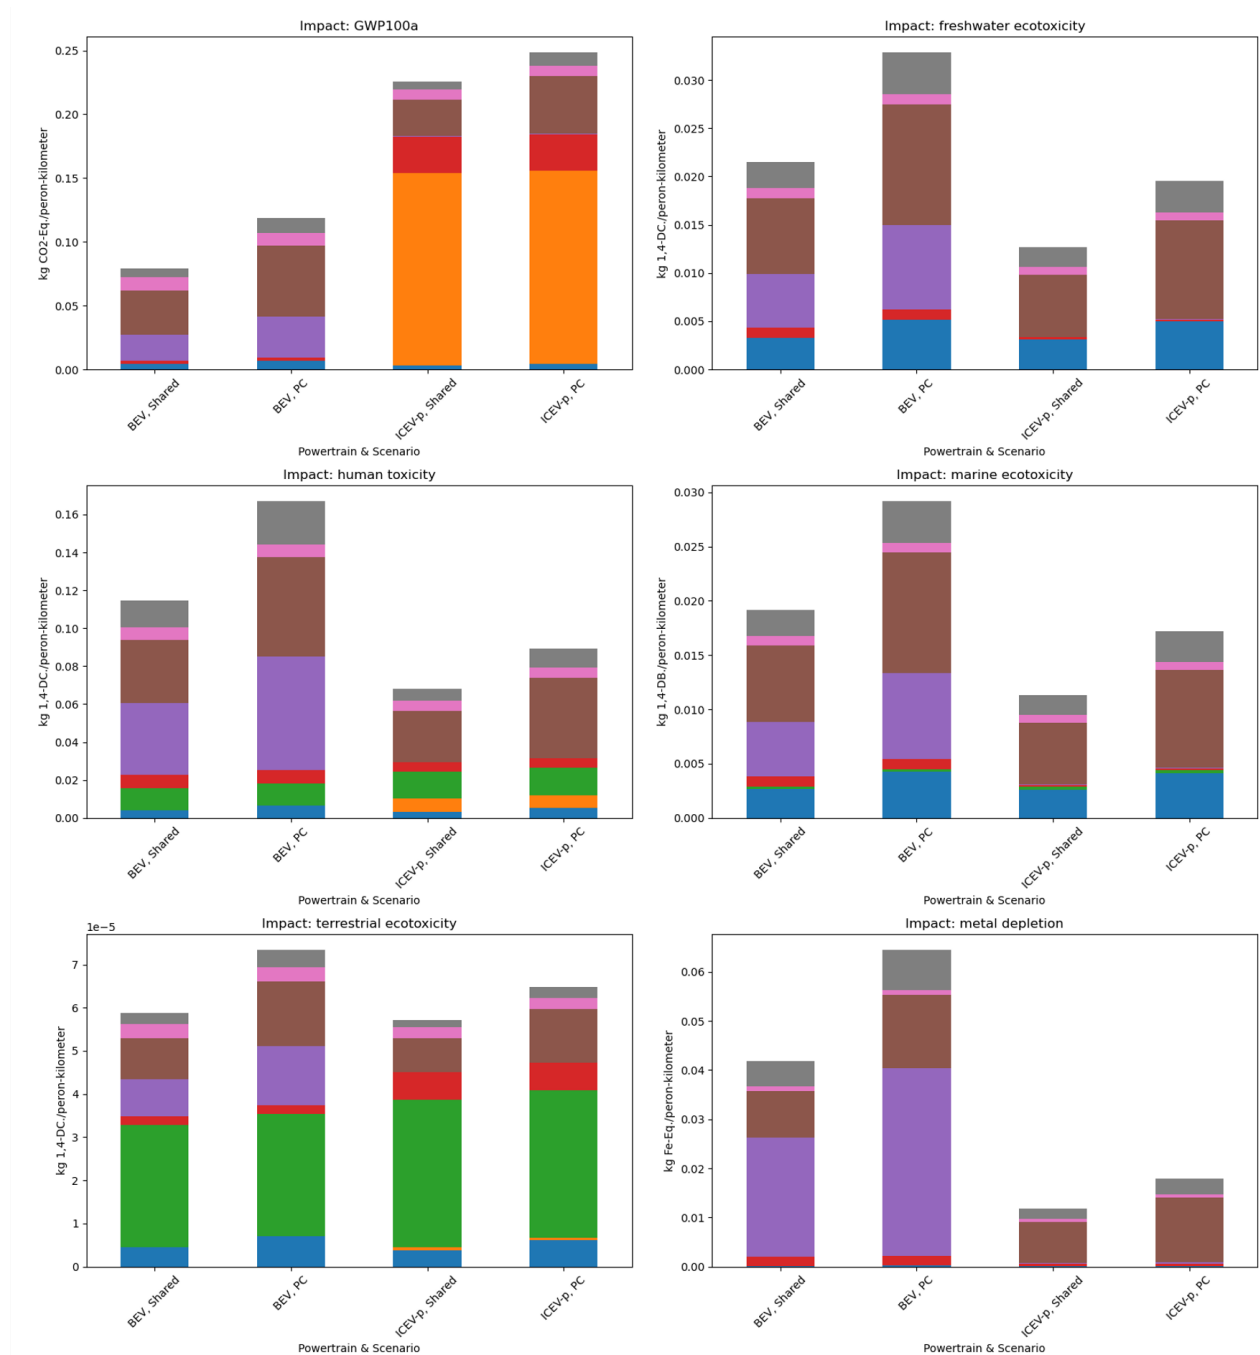 Impact: GWP100a
kg CO2-Eq./peron-kilometer
0.25
0.20
0.15
0.10
0.05
0.00
BEV, Shared
BEV, PC
ICEV-p, Shared
ICEV-p, PC
Powertrain & Scenario
Impact: freshwater ecotoxicity
kg 1,4-DC./peron-kilometer
0.030
0.025
0.020
0.015
0.010
0.005
0.000
BEV, Shared
BEV, PC
ICEV-p, Shared
ICEV-p, PC
Powertrain & Scenario
Impact: human toxicity
kg 1,4-DC./peron-kilometer
0.16
0.14
0.12
0.10
0.08
0.06
0.04
0.02
0.00
BEV, Shared
BEV, PC
ICEV-p, Shared
ICEV-p, PC
Powertrain & Scenario
Impact: marine ecotoxicity
kg 1,4-DB./peron-kilometer
0.030
0.025
0.020
0.015
0.010
0.005
0.000
BEV, Shared
BEV, PC
ICEV-p, Shared
ICEV-p, PC
Powertrain & Scenario
Impact: terrestrial ecotoxicity
1e−5
kg 1,4-DC./peron-kilometer
7
6
5
4
3
2
1
0
BEV, Shared
BEV, PC
ICEV-p, Shared
ICEV-p, PC
Powertrain & Scenario
Impact: metal depletion
kg Fe-Eq./peron-kilometer
0.06
0.05
0.04
0.03
0.02
0.01
0.00
BEV, Shared
BEV, PC
ICEV-p, Shared
ICEV-p, PC
Powertrain & Scenario